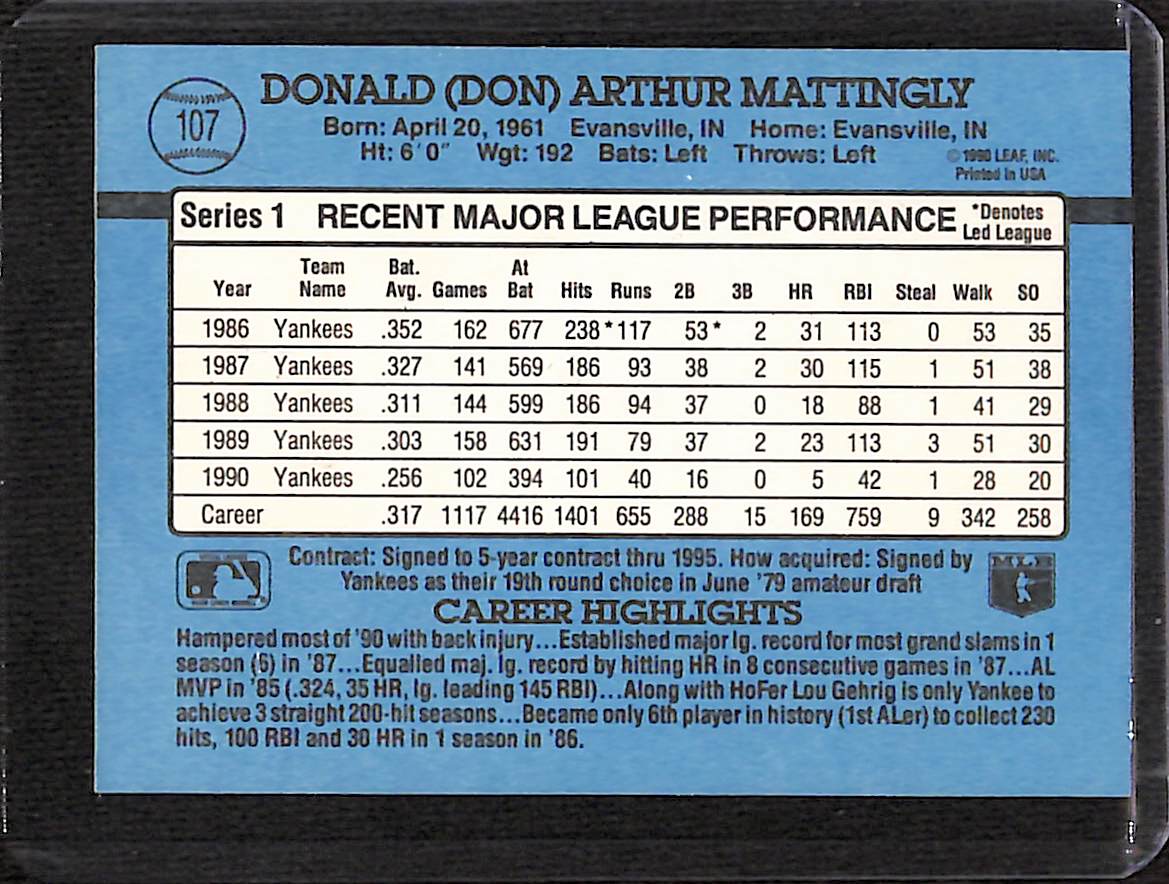 107
DONALD (DON) ARTHUR MATTINGLY
Born: April 20, 1961 Evansville, IN Home: Evansville, IN
Ht: 6'0" Wgt: 192 Bats: Left Throws: Left
© 1990 LEAF, INC.
Printed in USA
Series 1 RECENT MAJOR LEAGUE PERFORMANCE *Denotes Led League
Year Team Name Bat. Avg. Games At Bat Hits Runs 2B 3B HR RBI Steal Walk SO
1986 Yankees .352 162 677 238* 117 53* 2 31 113 0 53 35
1987 Yankees .327 141 569 186 93 38 2 30 115 1 51 38
1988 Yankees .311 144 599 186 94 37 0 18 88 1 41 29
1989 Yankees .303 158 631 191 79 37 2 23 113 3 51 30
1990 Yankees .256 102 394 101 40 16 0 5 42 1 28 20
Career .317 1117 4416 1401 655 288 15 169 759 9 342 258
Contract: Signed to 5-year contract thru 1995. How acquired: Signed by
Yankees as their 19th round choice in June '79 amateur draft
CAREER HIGHLIGHTS
Hampered most of '90 with back injury...Established major lg. record for most grand slams in 1
season (6) in '87...Equalled maj. lg. record by hitting HR in 8 consecutive games in '87...AL
MVP in '85 (.324, 35 HR, lg. leading 145 RBI)...Along with HoFer Lou Gehrig is only Yankee to
achieve 3 straight 200-hit seasons...Became only 6th player in history (1st ALer) to collect 230
hits, 100 RBI and 30 HR in 1 season in '86.